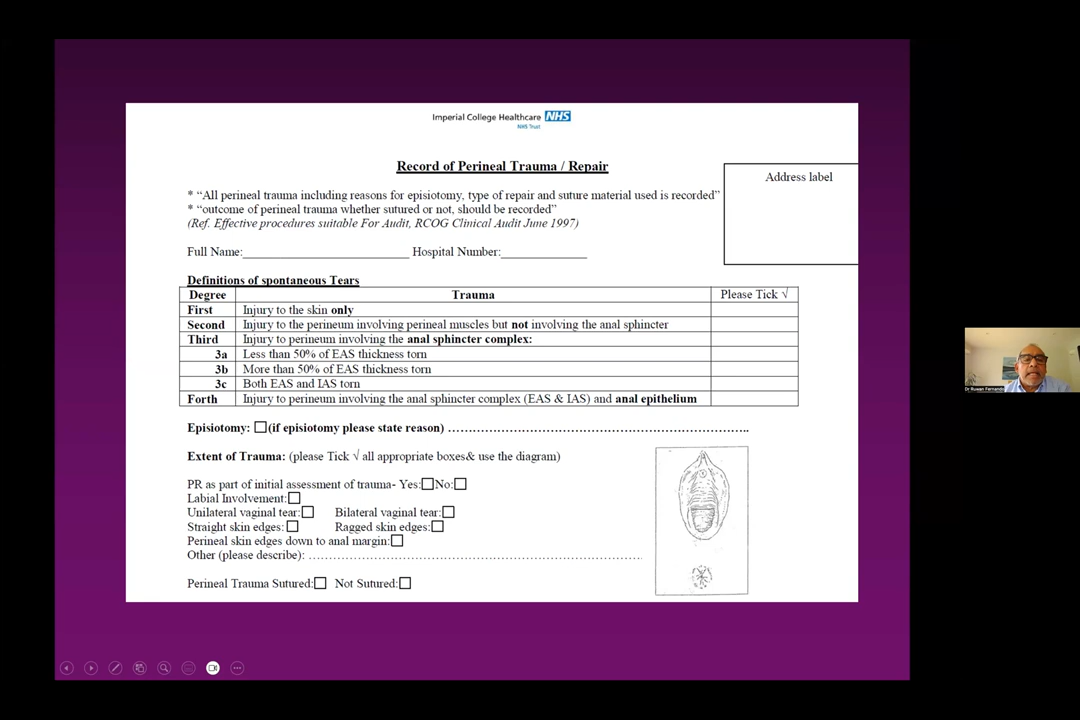 Imperial College Healthcare NHS
NHS Trust
Record of Perineal Trauma / Repair
Address label
* “All perineal trauma including reasons for episiotomy, type of repair and suture material used is recorded”
* “outcome of perineal trauma whether sutured or not, should be recorded”
(Ref. Effective procedures suitable For Audit, RCOG Clinical Audit June 1997)
Full Name:____________________________ Hospital Number:______________
Definitions of spontaneous Tears
Degree Trauma Please Tick √
First Injury to the skin only
Second Injury to the perineum involving perineal muscles but not involving the anal sphincter
Third Injury to perineum involving the anal sphincter complex:
3a Less than 50% of EAS thickness torn
3b More than 50% of EAS thickness torn
3c Both EAS and IAS torn
Forth Injury to perineum involving the anal sphincter complex (EAS & IAS) and anal epithelium
Episiotomy: ☐(if episiotomy please state reason) ……………………………………………………………..
Extent of Trauma: (please Tick √ all appropriate boxes& use the diagram)
PR as part of initial assessment of trauma- Yes:☐No:☐
Labial Involvement:☐
Unilateral vaginal tear:☐ Bilateral vaginal tear:☐
Straight skin edges:☐ Ragged skin edges:☐
Perineal skin edges down to anal margin:☐
Other (please describe): ……………………………………………………………
Perineal Trauma Sutured:☐ Not Sutured:☐
Dr Ruwan Fernando